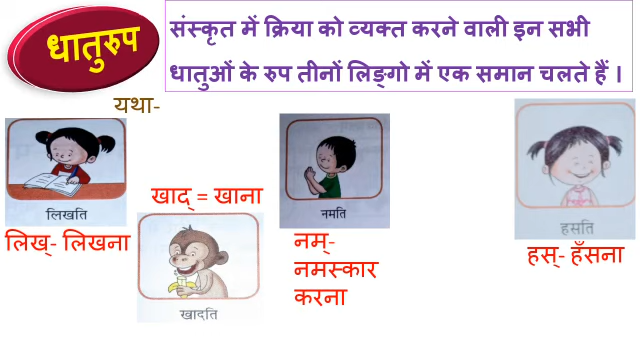 धातुरुप
संस्कृत में क्रिया को व्यक्त करने वाली इन सभी
धातुओं के रुप तीनों लिङ्गो में एक समान चलते हैं ।
यथा-
लिखति
लिख्- लिखना
खाद् = खाना
खादति
नमति
नम्-
नमस्कार
करना
हसति
हस्- हँसना